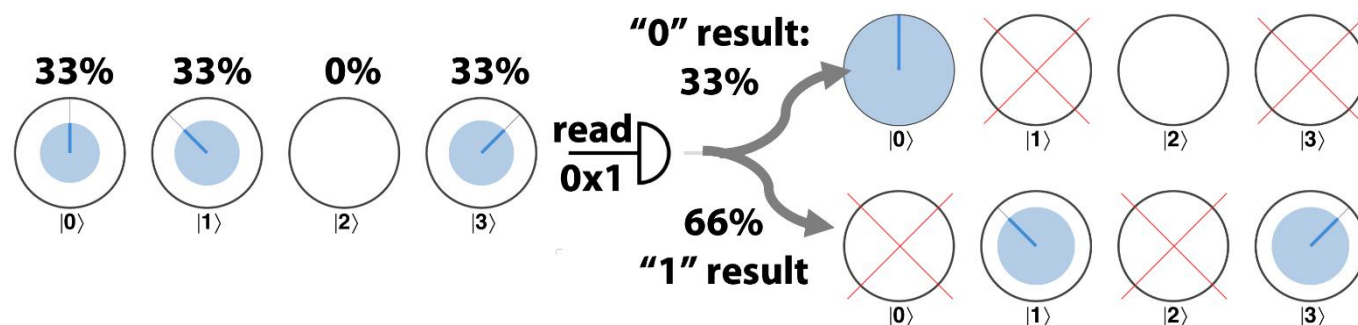 33% 33% 0% 33%
|0⟩ |1⟩ |2⟩ |3⟩
read
0x1
“0” result:
33%
|0⟩ |1⟩ |2⟩ |3⟩
66%
“1” result
|0⟩ |1⟩ |2⟩ |3⟩